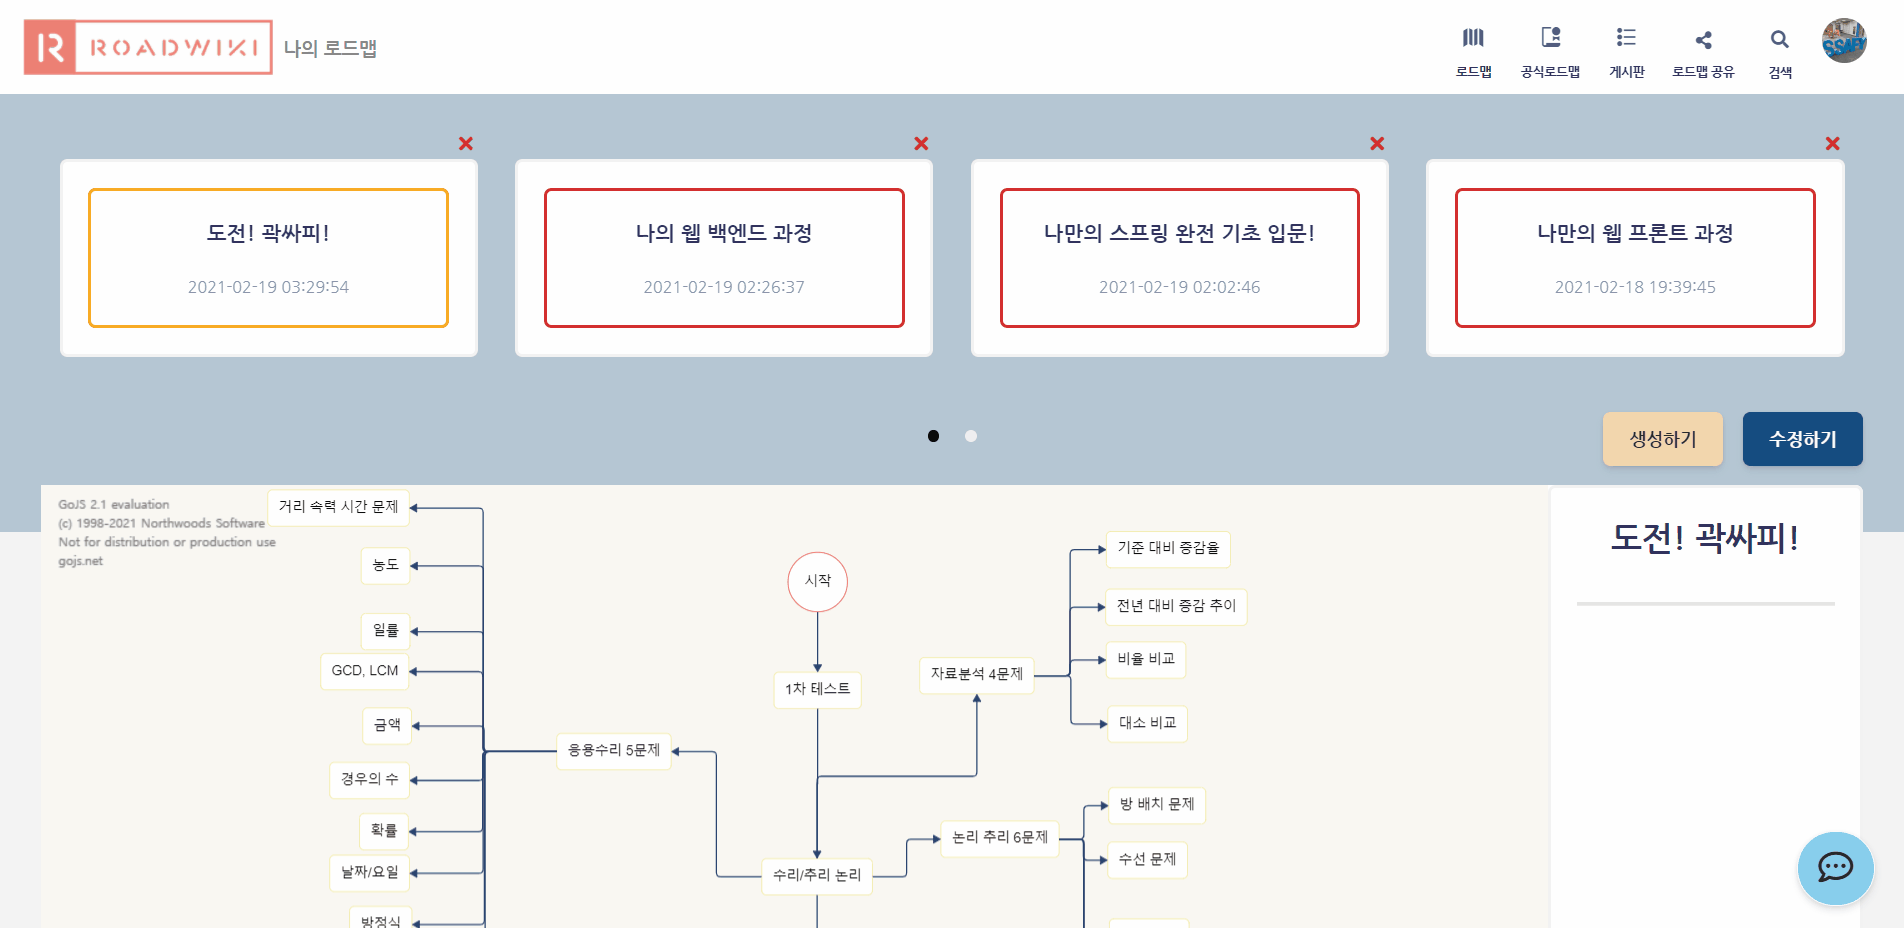 R ROADWIKI
나의 로드맵
로드맵
공식로드맵
게시판
로드맵 공유
검색
SSAFY
도전! 곽싸피!
2021-02-19 03:29:54
나의 웹 백엔드 과정
2021-02-19 02:26:37
나만의 스프링 완전 기초 입문!
2021-02-19 02:02:46
나만의 웹 프론트 과정
2021-02-18 19:39:45
생성하기
수정하기
GoJS 2.1 evaluation
(c) 1998-2021 Northwoods Software
Not for distribution or production use
gojs.net
거리 속력 시간 문제
농도
일률
GCD, LCM
금액
경우의 수
확률
날짜/요일
방정식
응용수리 5문제
시작
1차 테스트
수리/추리 논리
자료분석 4문제
기준 대비 증감율
전년 대비 증감 추이
비율 비교
대소 비교
논리 추리 6문제
방 배치 문제
수선 문제
도전! 곽싸피!